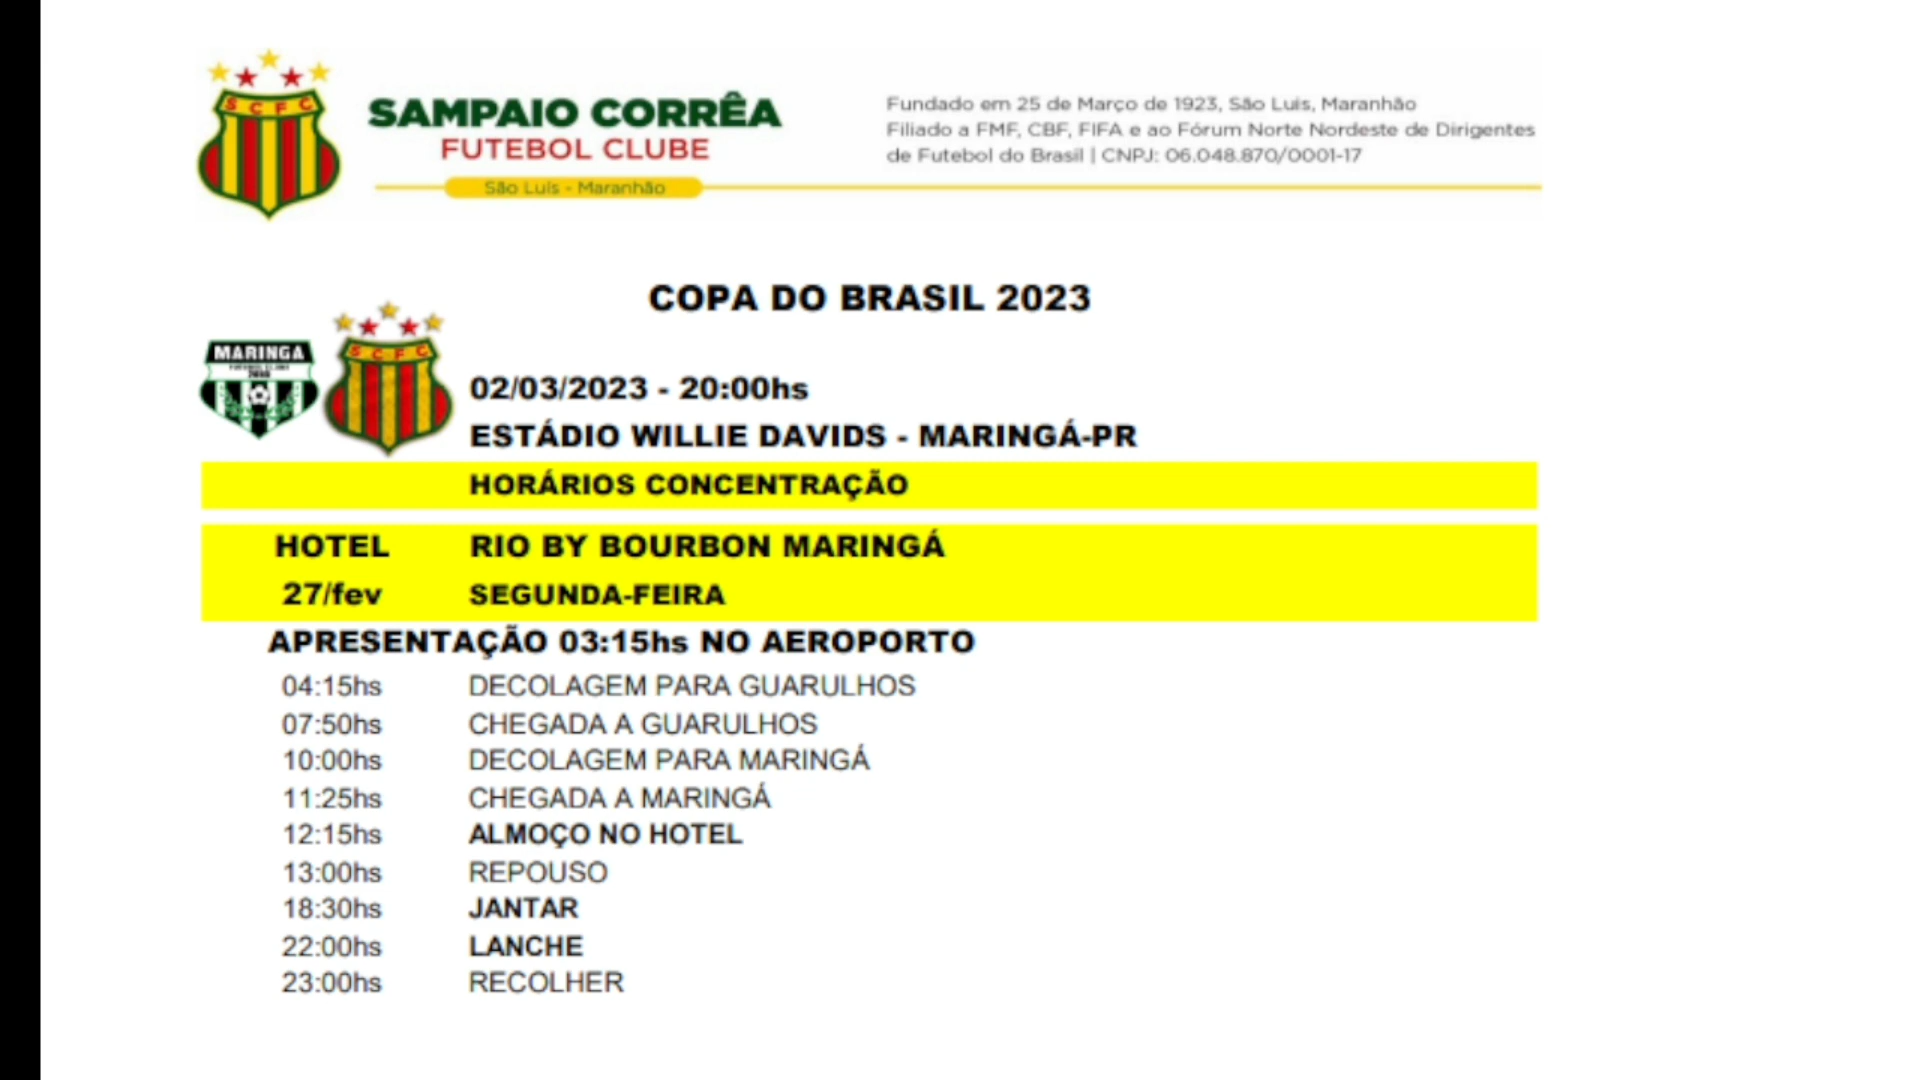 S C F C
SAMPAIO CORRÊA
FUTEBOL CLUBE
São Luis - Maranhão
Fundado em 25 de Março de 1923, São Luis, Maranhão
Filiado a FMF, CBF, FIFA e ao Fórum Norte Nordeste de Dirigentes
de Futebol do Brasil | CNPJ: 06.048.870/0001-17
COPA DO BRASIL 2023
MARINGA
S C F C
02/03/2023 - 20:00hs
ESTÁDIO WILLIE DAVIDS - MARINGÁ-PR
HORÁRIOS CONCENTRAÇÃO
HOTEL RIO BY BOURBON MARINGÁ
27/fev SEGUNDA-FEIRA
APRESENTAÇÃO 03:15hs NO AEROPORTO
04:15hs DECOLAGEM PARA GUARULHOS
07:50hs CHEGADA A GUARULHOS
10:00hs DECOLAGEM PARA MARINGÁ
11:25hs CHEGADA A MARINGÁ
12:15hs ALMOÇO NO HOTEL
13:00hs REPOUSO
18:30hs JANTAR
22:00hs LANCHE
23:00hs RECOLHER